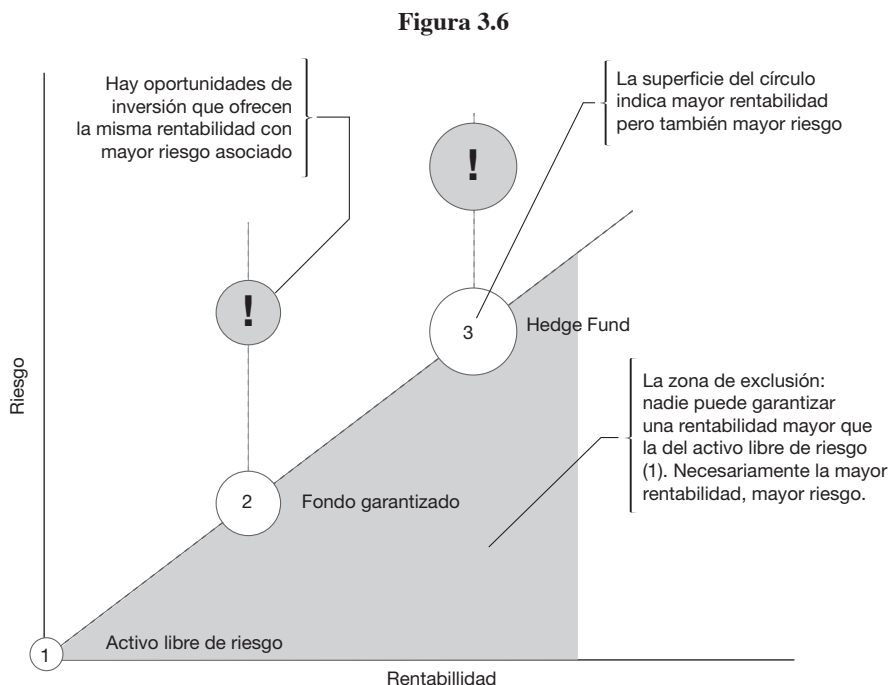 Figura 3.6
Hay oportunidades de
inversión que ofrecen
la misma rentabilidad con
mayor riesgo asociado
La superficie del círculo
indica mayor rentabilidad
pero también mayor riesgo
!
!
3
Hedge Fund
Riesgo
La zona de exclusión:
nadie puede garantizar
una rentabilidad mayor que
la del activo libre de riesgo
(1). Necesariamente la mayor
rentabilidad, mayor riesgo.
2
Fondo garantizado
1
Activo libre de riesgo
Rentabillidad